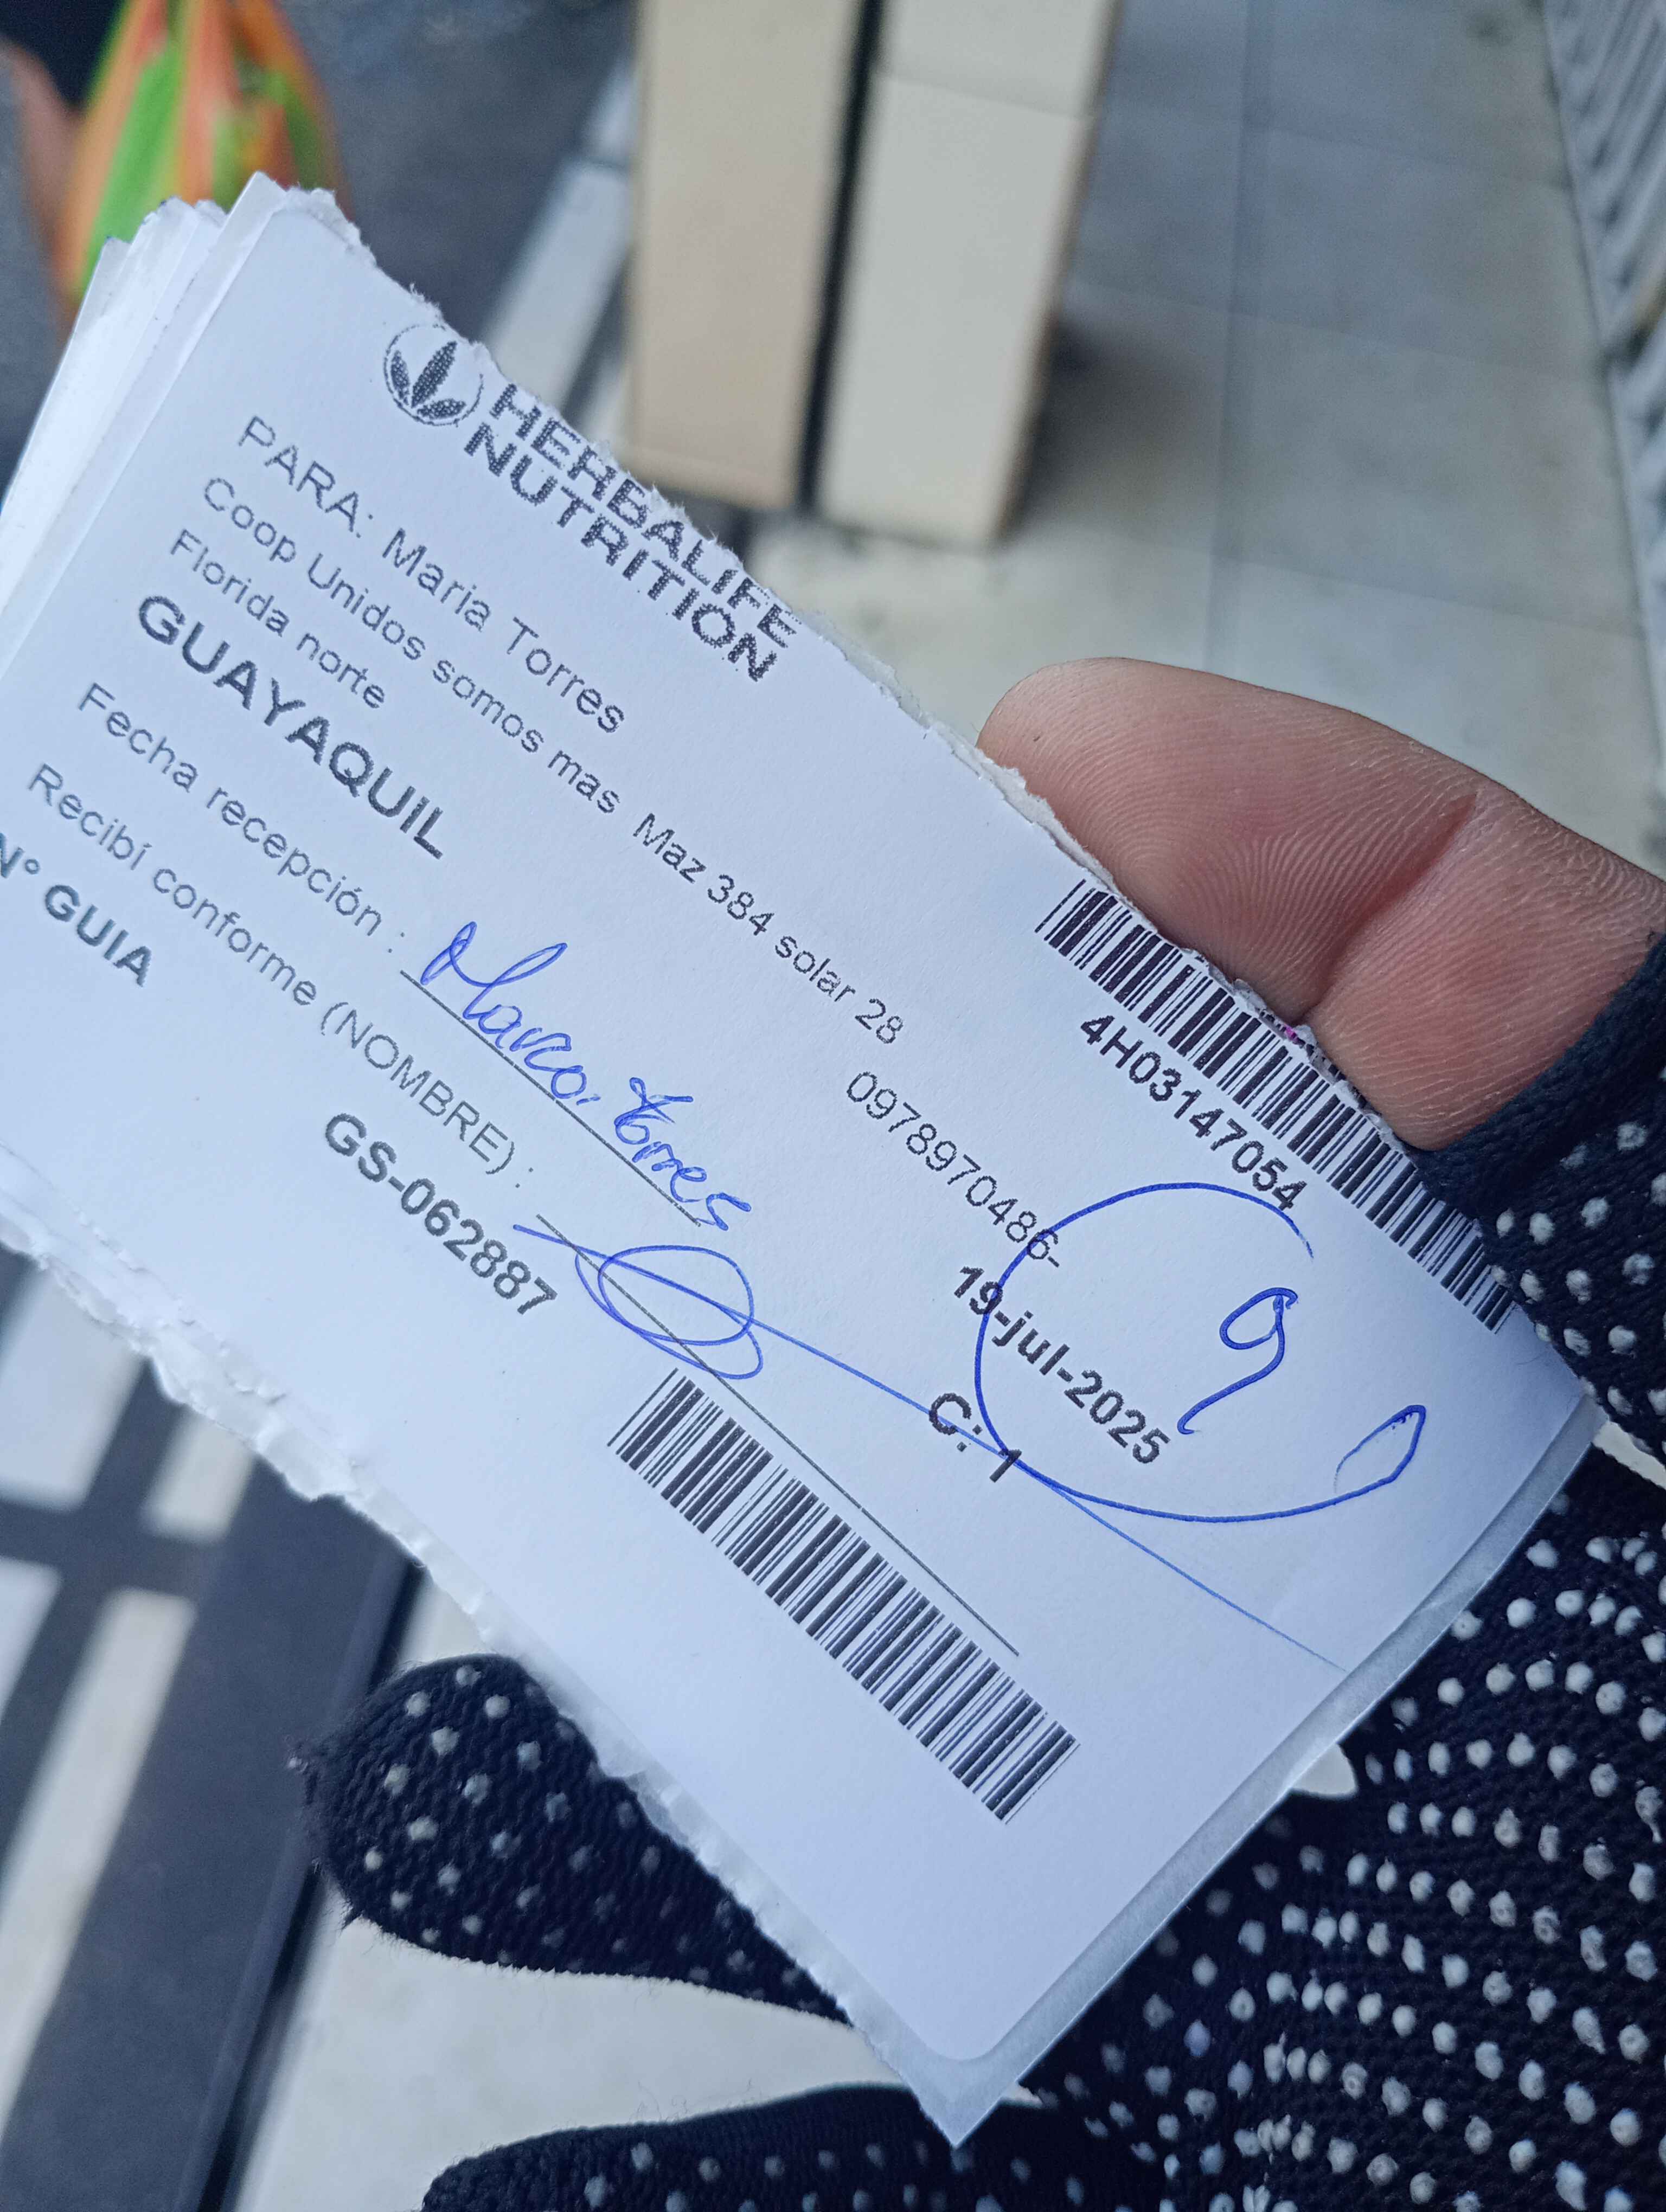 HERBALIFE
NUTRITION
4H03147054
PARA: Maria Torres
Coop Unidos somos mas Maz 384 solar 28
Florida norte
0978970486-
GUAYAQUIL
19-jul-2025
9
Fecha recepción :
Marco. Torres
C: 1
Recibí conforme (NOMBRE) :
N° GUIA
GS-062887